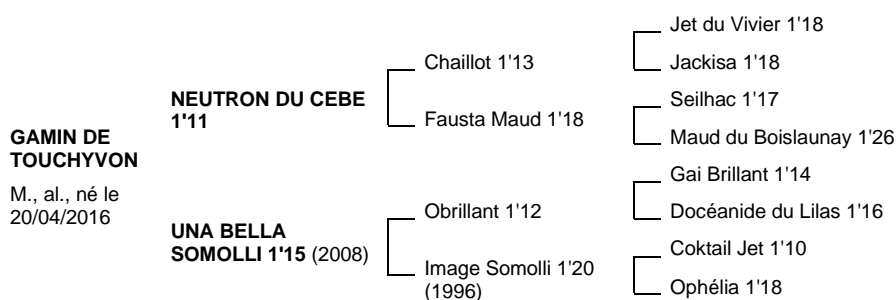 GAMIN DE
TOUCHYVON
M., al., né le
20/04/2016
NEUTRON DU CEBE
1'11
UNA BELLA
SOMOLLI 1'15 (2008)
Chaillot 1'13
Fausta Maud 1'18
Obrillant 1'12
Image Somolli 1'20
(1996)
Jet du Vivier 1'18
Jackisa 1'18
Seilhac 1'17
Maud du Boislaunay 1'26
Gai Brillant 1'14
Docéanide du Lilas 1'16
Coktail Jet 1'10
Ophélia 1'18